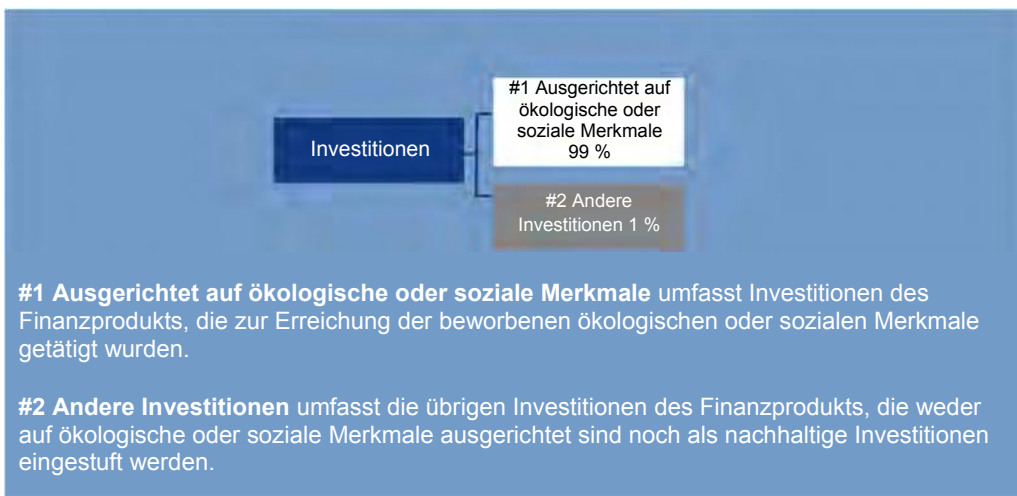 Investitionen
#1 Ausgerichtet auf
ökologische oder
soziale Merkmale
99 %
#2 Andere
Investitionen 1 %
#1 Ausgerichtet auf ökologische oder soziale Merkmale umfasst Investitionen des
Finanzprodukts, die zur Erreichung der beworbenen ökologischen oder sozialen Merkmale
getätigt wurden.
#2 Andere Investitionen umfasst die übrigen Investitionen des Finanzprodukts, die weder
auf ökologische oder soziale Merkmale ausgerichtet sind noch als nachhaltige Investitionen
eingestuft werden.